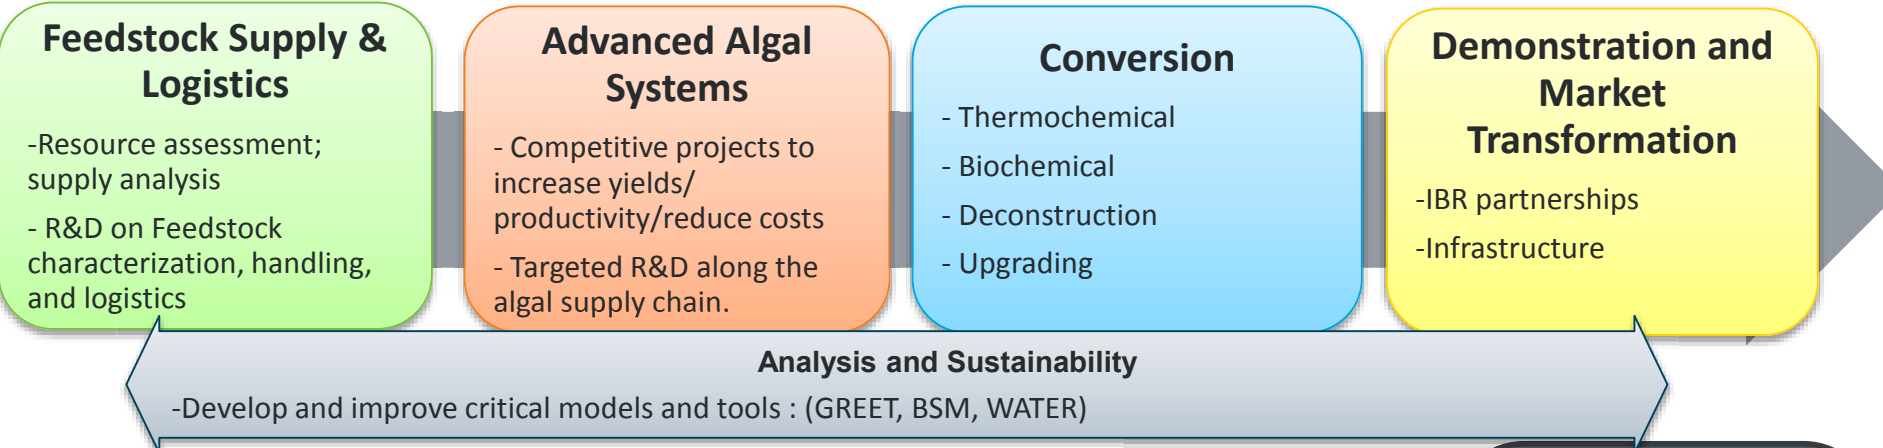 Feedstock Supply &
Logistics
-Resource assessment;
supply analysis
- R&D on Feedstock
characterization, handling,
and logistics
Advanced Algal
Systems
- Competitive projects to
increase yields/
productivity/reduce costs
- Targeted R&D along the
algal supply chain.
Conversion
- Thermochemical
- Biochemical
- Deconstruction
- Upgrading
Demonstration and
Market
Transformation
-IBR partnerships
-Infrastructure
Analysis and Sustainability
-Develop and improve critical models and tools : (GREET, BSM, WATER)